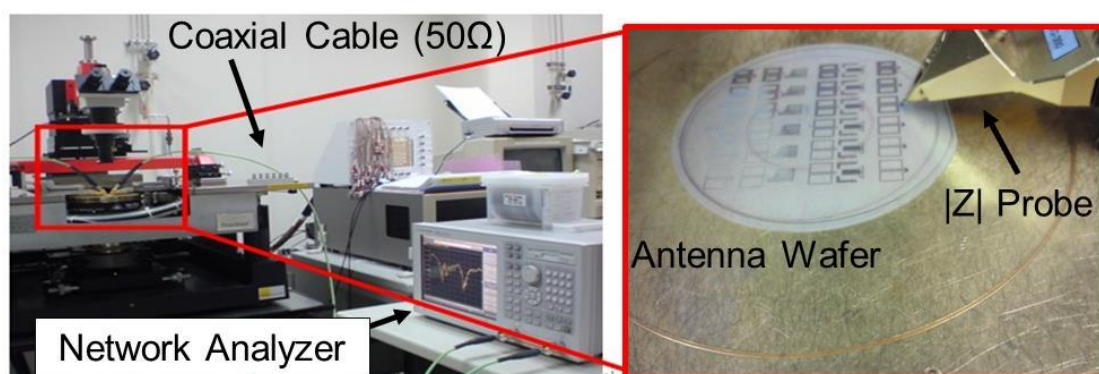 Coaxial Cable (50Ω)
|Z| Probe
Antenna Wafer
Network Analyzer